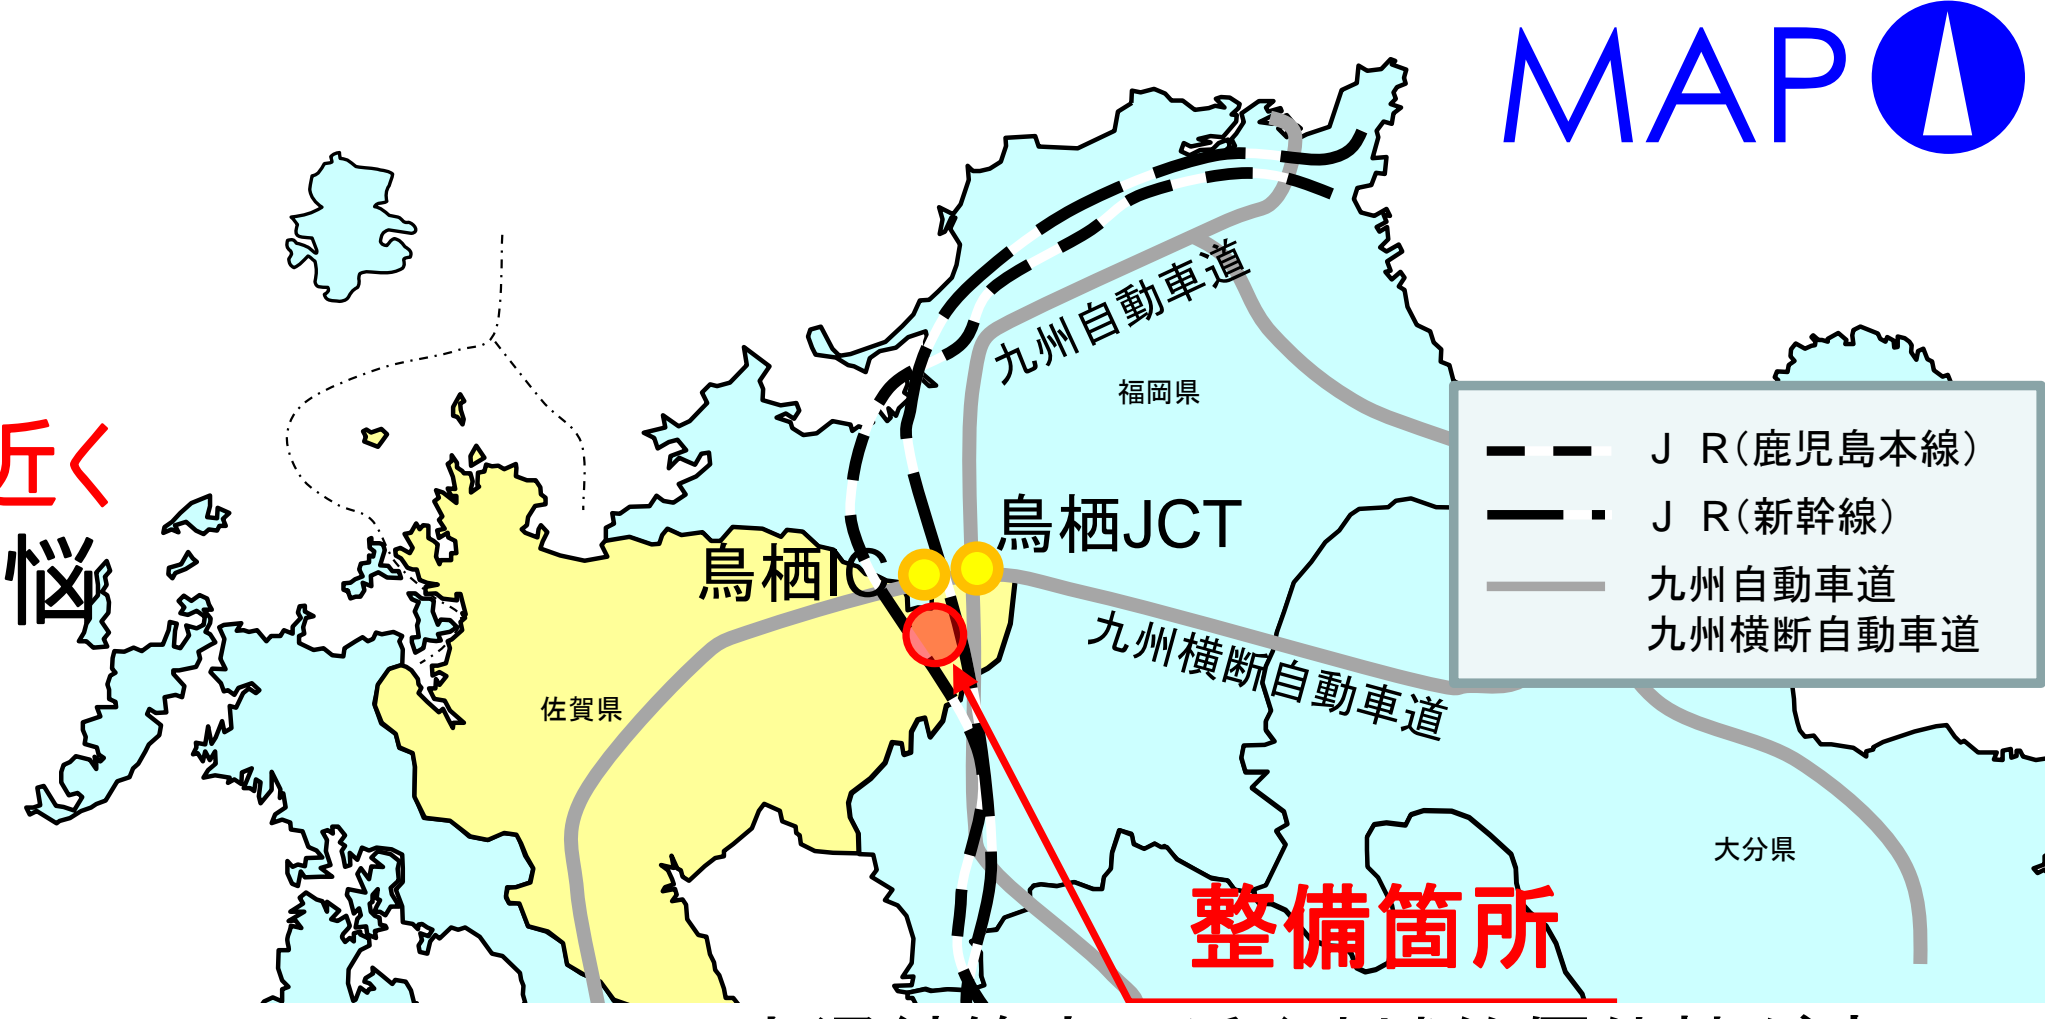 MAP
九州自動車道
福岡県
近く
J R(鹿児島本線)
J R(新幹線)
九州自動車道
九州横断自動車道
鳥栖JCT
鳥栖IC
悩
九州横断自動車道
佐賀県
大分県
整備箇所